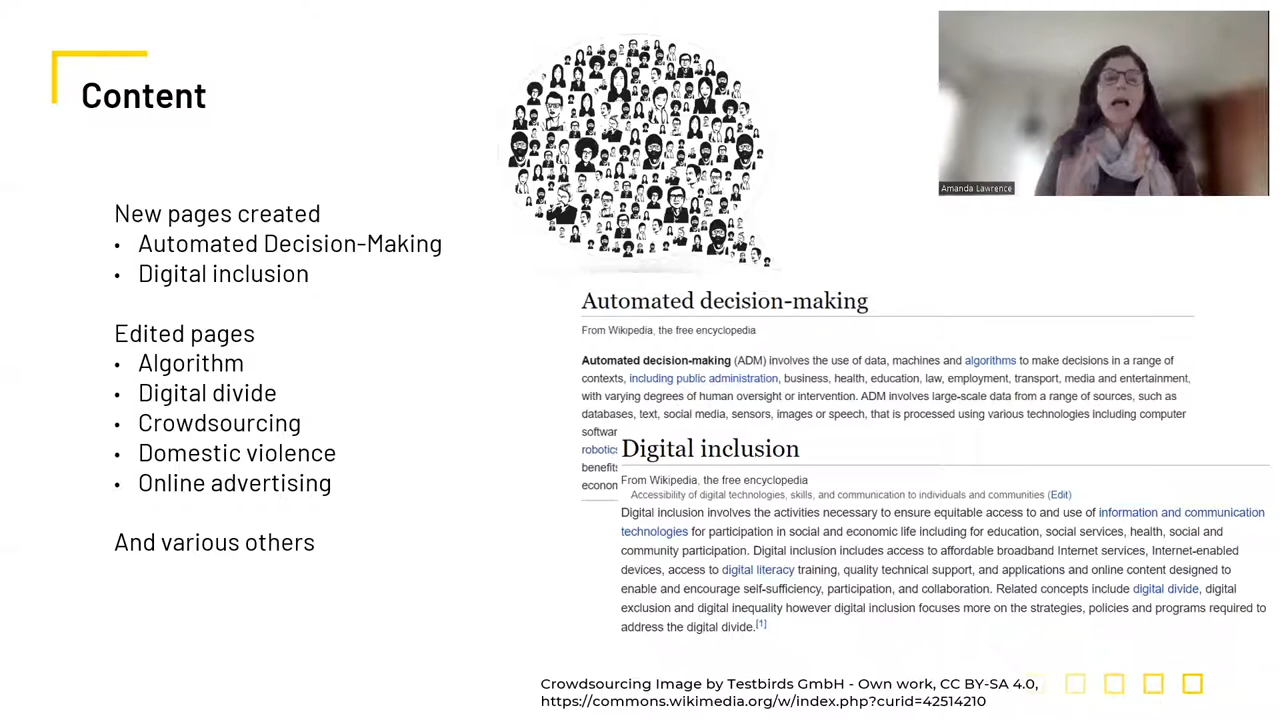 Content
New pages created
• Automated Decision-Making
• Digital inclusion
Edited pages
• Algorithm
• Digital divide
• Crowdsourcing
• Domestic violence
• Online advertising
And various others
Amanda Lawrence
Automated decision-making
From Wikipedia, the free encyclopedia
Automated decision-making (ADM) involves the use of data, machines and algorithms to make decisions in a range of
contexts, including public administration, business, health, education, law, employment, transport, media and entertainment,
with varying degrees of human oversight or intervention. ADM involves large-scale data from a range of sources, such as
databases, text, social media, sensors, images or speech, that is processed using various technologies including computer
softwar
robotics
benefits
econon
Digital inclusion
From Wikipedia, the free encyclopedia
Accessibility of digital technologies, skills, and communication to individuals and communities (Edit)
Digital inclusion involves the activities necessary to ensure equitable access to and use of information and communication
technologies for participation in social and economic life including for education, social services, health, social and
community participation. Digital inclusion includes access to affordable broadband Internet services, Internet-enabled
devices, access to digital literacy training, quality technical support, and applications and online content designed to
enable and encourage self-sufficiency, participation, and collaboration. Related concepts include digital divide, digital
exclusion and digital inequality however digital inclusion focuses more on the strategies, policies and programs required to
address the digital divide.[1]
Crowdsourcing Image by Testbirds GmbH - Own work, CC BY-SA 4.0,
https://commons.wikimedia.org/w/index.php?curid=42514210